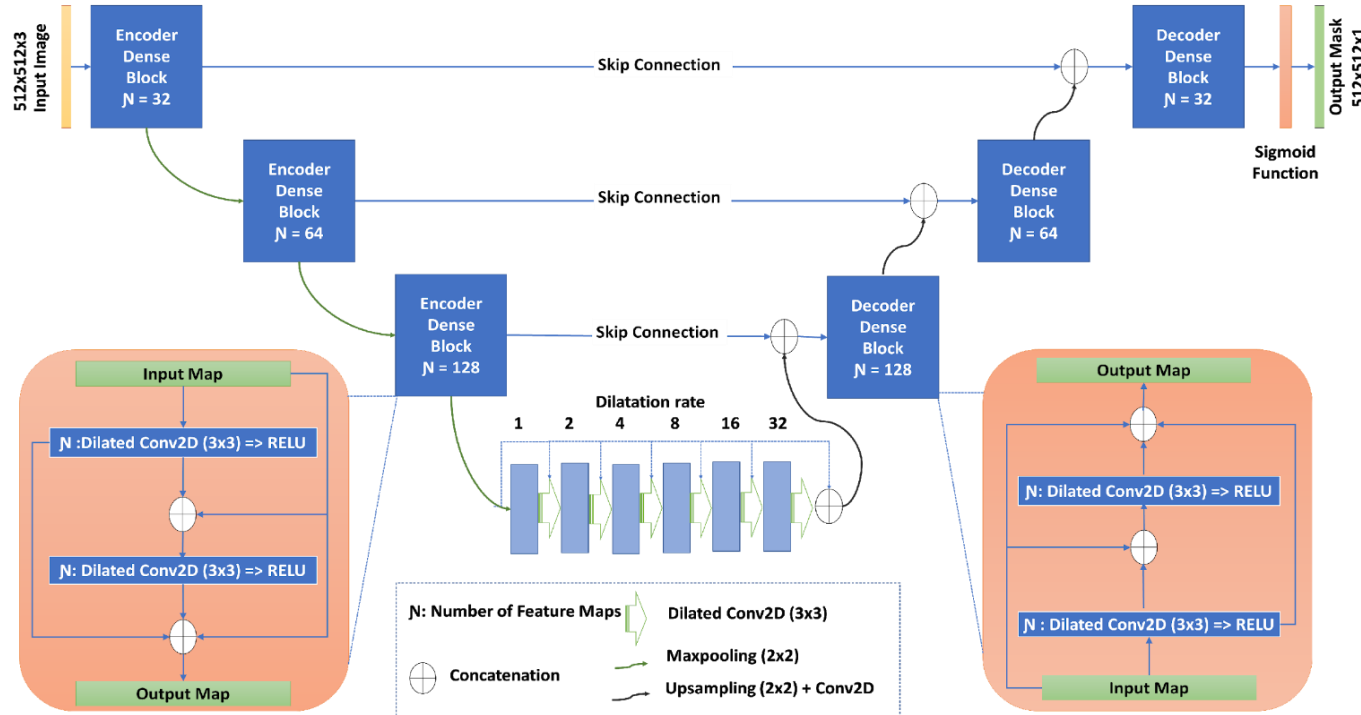 512x512x3
Input Image
Encoder
Dense
Block
Ɲ = 32
Skip Connection
Decoder
Dense
Block
Ɲ = 32
Output Mask
512x512x1
Sigmoid
Function
Encoder
Dense
Block
Ɲ = 64
Skip Connection
Decoder
Dense
Block
Ɲ = 64
Encoder
Dense
Block
Ɲ = 128
Skip Connection
Decoder
Dense
Block
Ɲ = 128
Dilatation rate
1 2 4 8 16 32
Input Map
Ɲ :Dilated Conv2D (3x3) => RELU
Ɲ: Dilated Conv2D (3x3) => RELU
Output Map
Output Map
Ɲ: Dilated Conv2D (3x3) => RELU
Ɲ : Dilated Conv2D (3x3) => RELU
Input Map
Ɲ: Number of Feature Maps
Dilated Conv2D (3x3)
Maxpooling (2x2)
Concatenation
Upsampling (2x2) + Conv2D